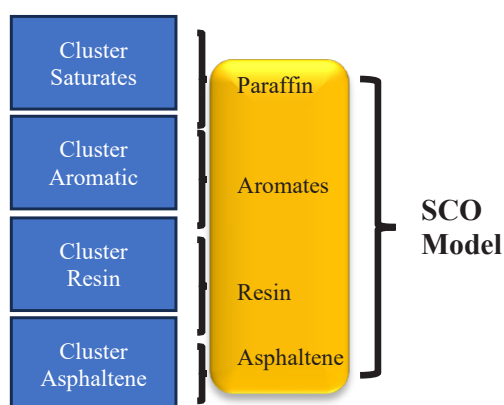 Cluster
Saturates
Paraffin
Cluster
Aromatic
Aromates
SCO
Model
Cluster
Resin
Resin
Cluster
Asphaltene
Asphaltene